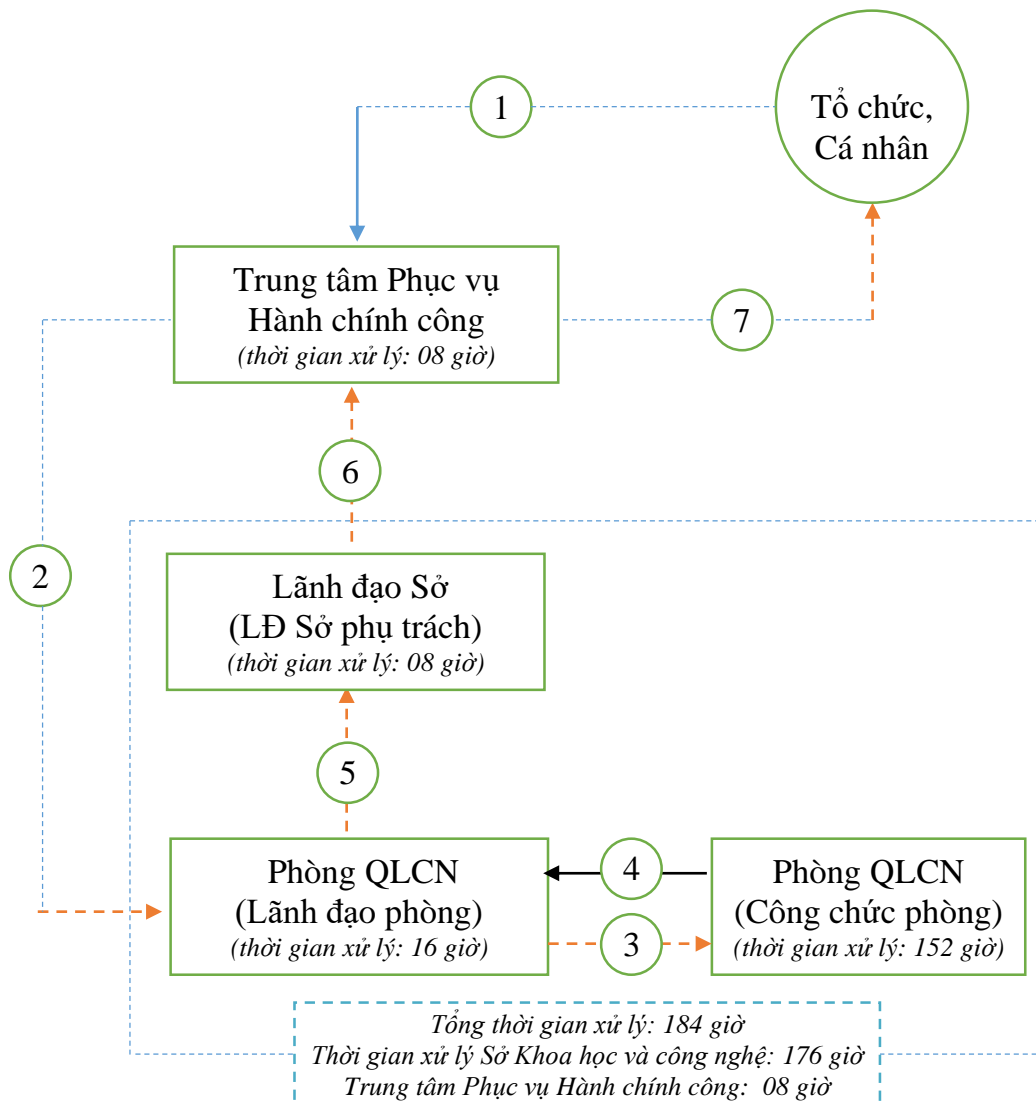 1
Tổ chức,
Cá nhân
Trung tâm Phục vụ
Hành chính công
(thời gian xử lý: 08 giờ)
7
6
2
Lãnh đạo Sở
(LĐ Sở phụ trách)
(thời gian xử lý: 08 giờ)
5
Phòng QLCN
(Lãnh đạo phòng)
(thời gian xử lý: 16 giờ)
4
3
Phòng QLCN
(Công chức phòng)
(thời gian xử lý: 152 giờ)
Tổng thời gian xử lý: 184 giờ
Thời gian xử lý Sở Khoa học và công nghệ: 176 giờ
Trung tâm Phục vụ Hành chính công: 08 giờ